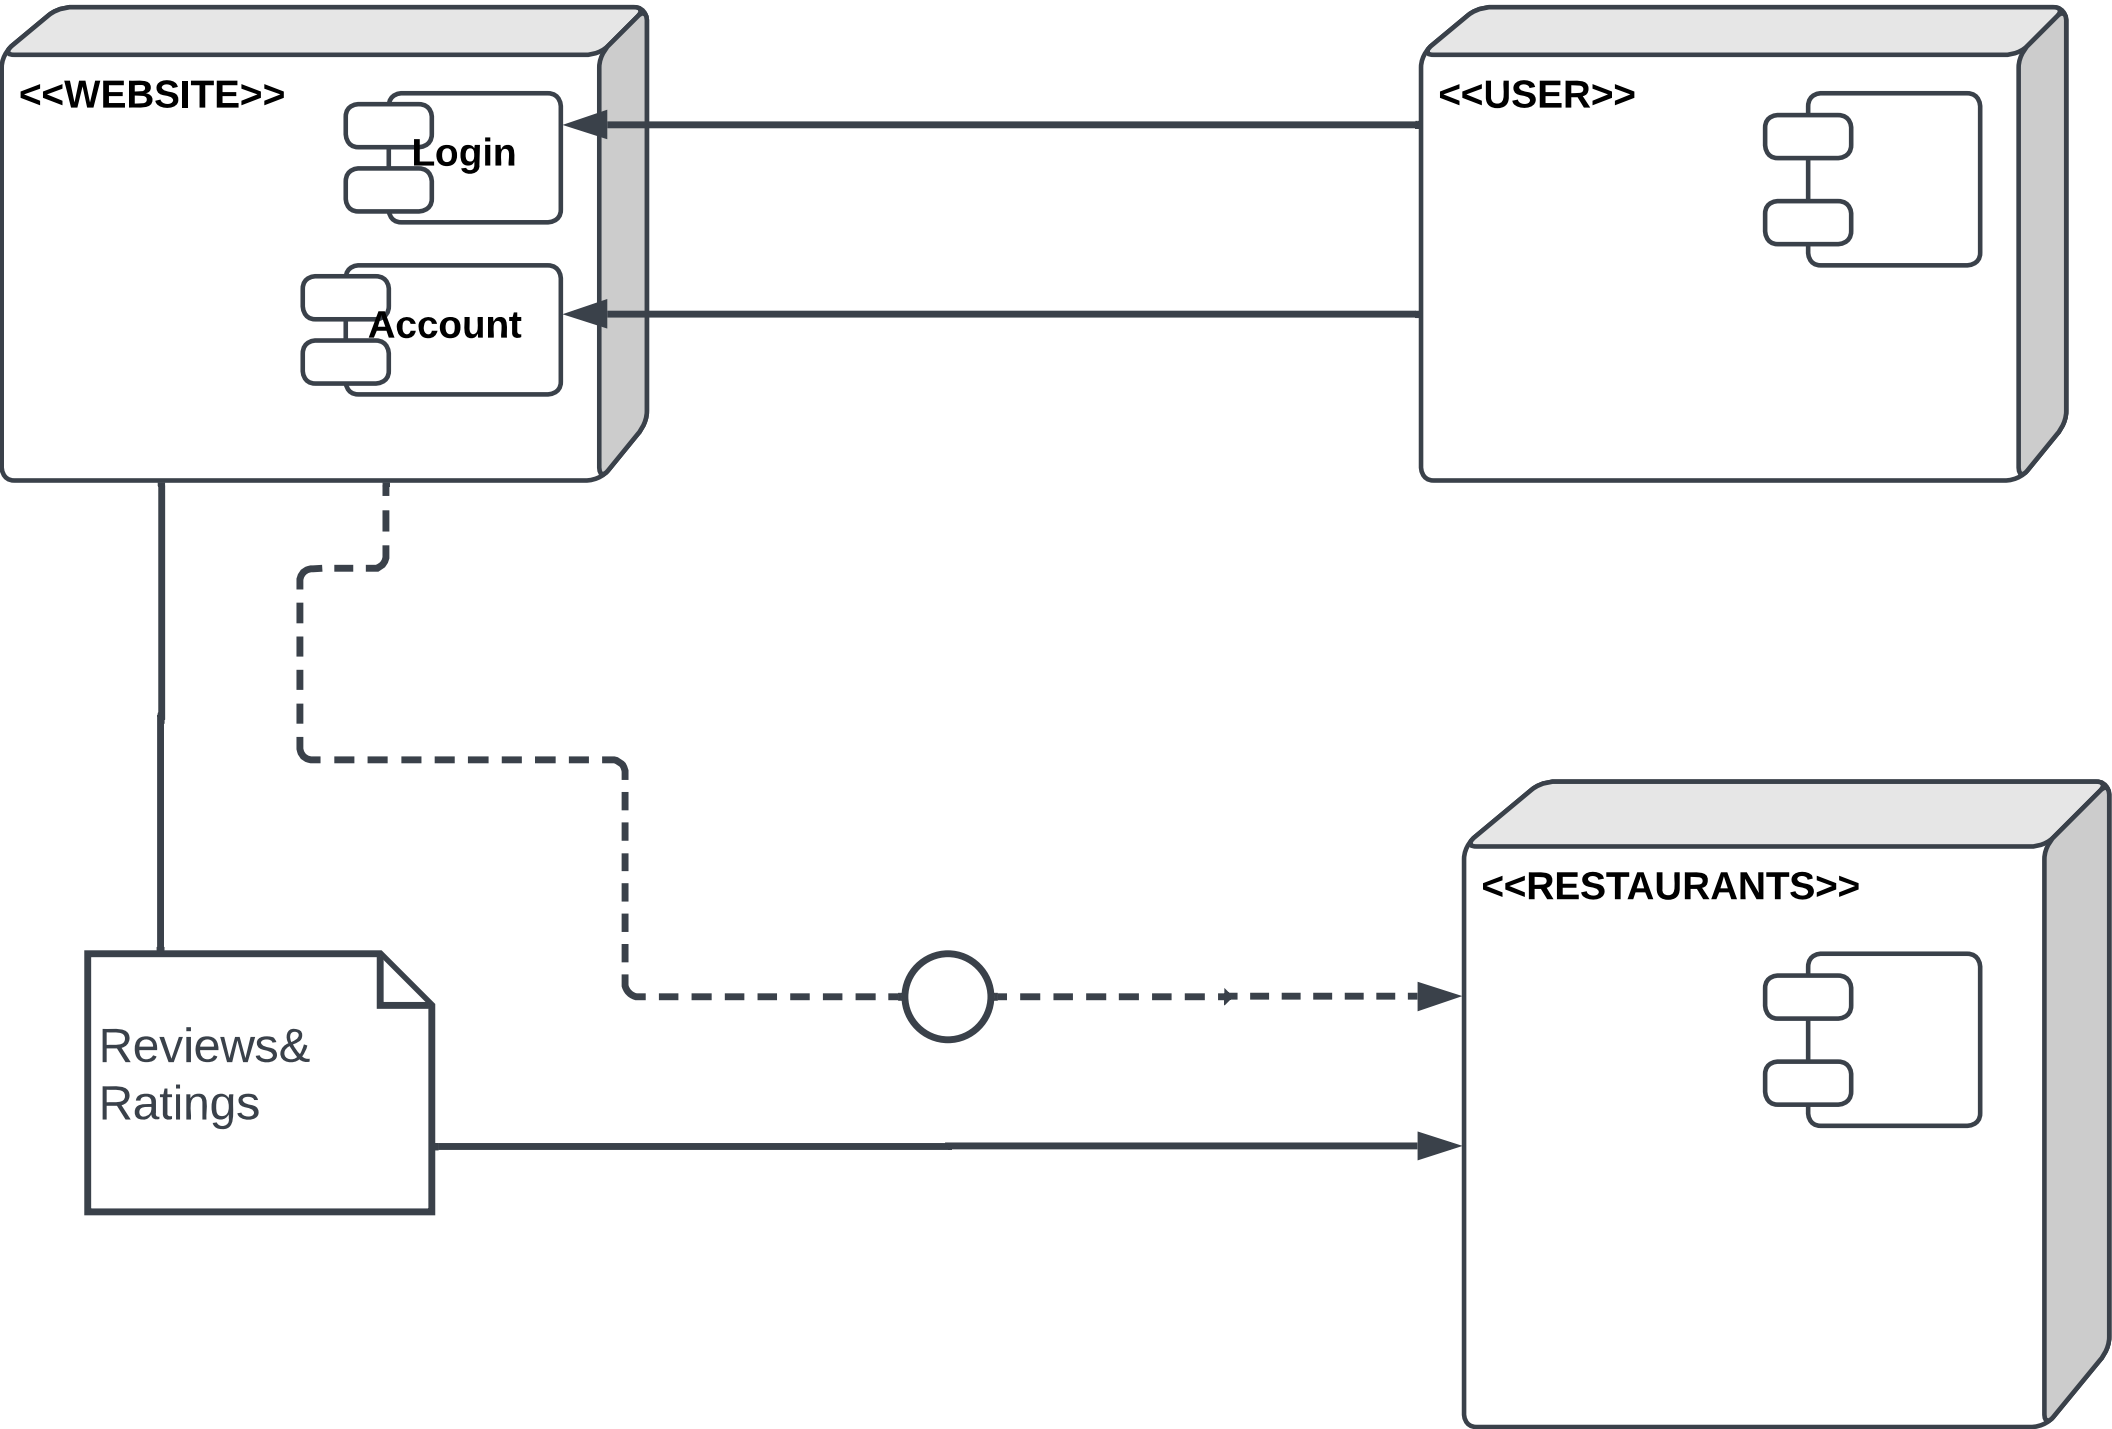 <<WEBSITE>>
Login
Account
<<USER>>
<<RESTAURANTS>>
Reviews&
Ratings